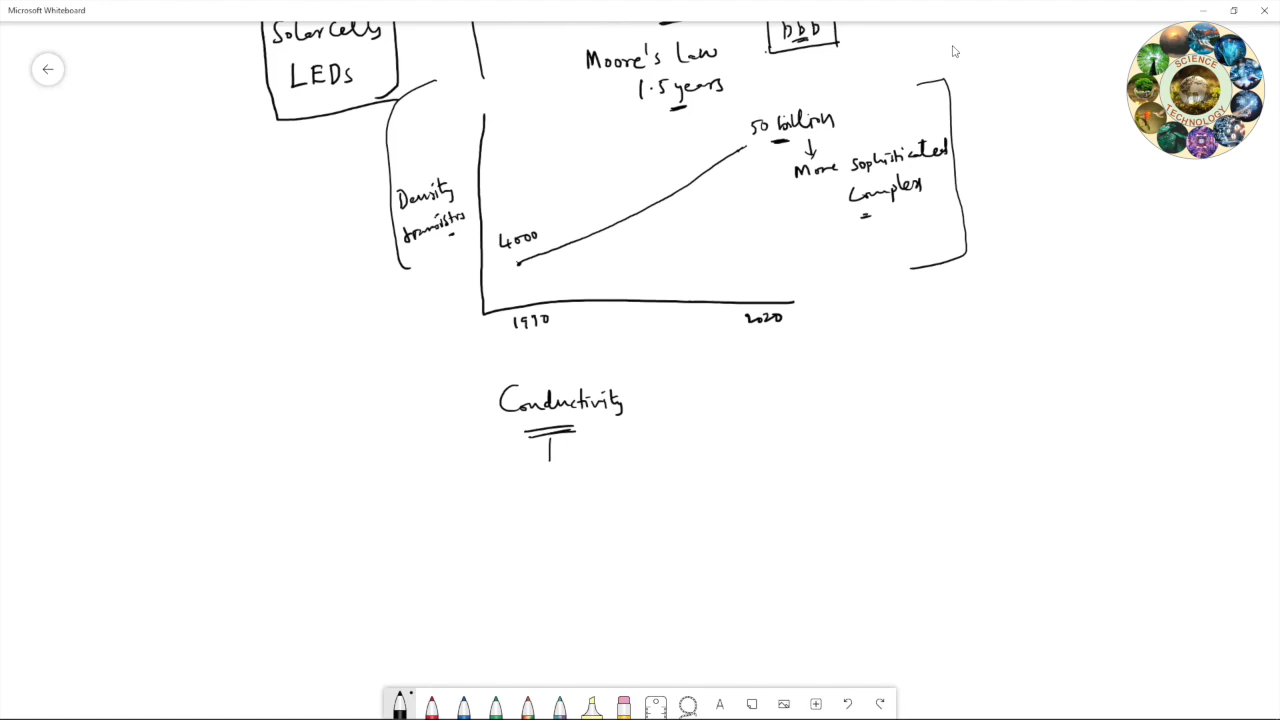 Microsoft Whiteboard
Solar Cells
LEDs
Moore's Law
1.5 years
50 billion
More sophisticated
Complex
Density
transistrs
4000
1970
2020
Conductivity
SCIENCE
TECHNOLOGY
A